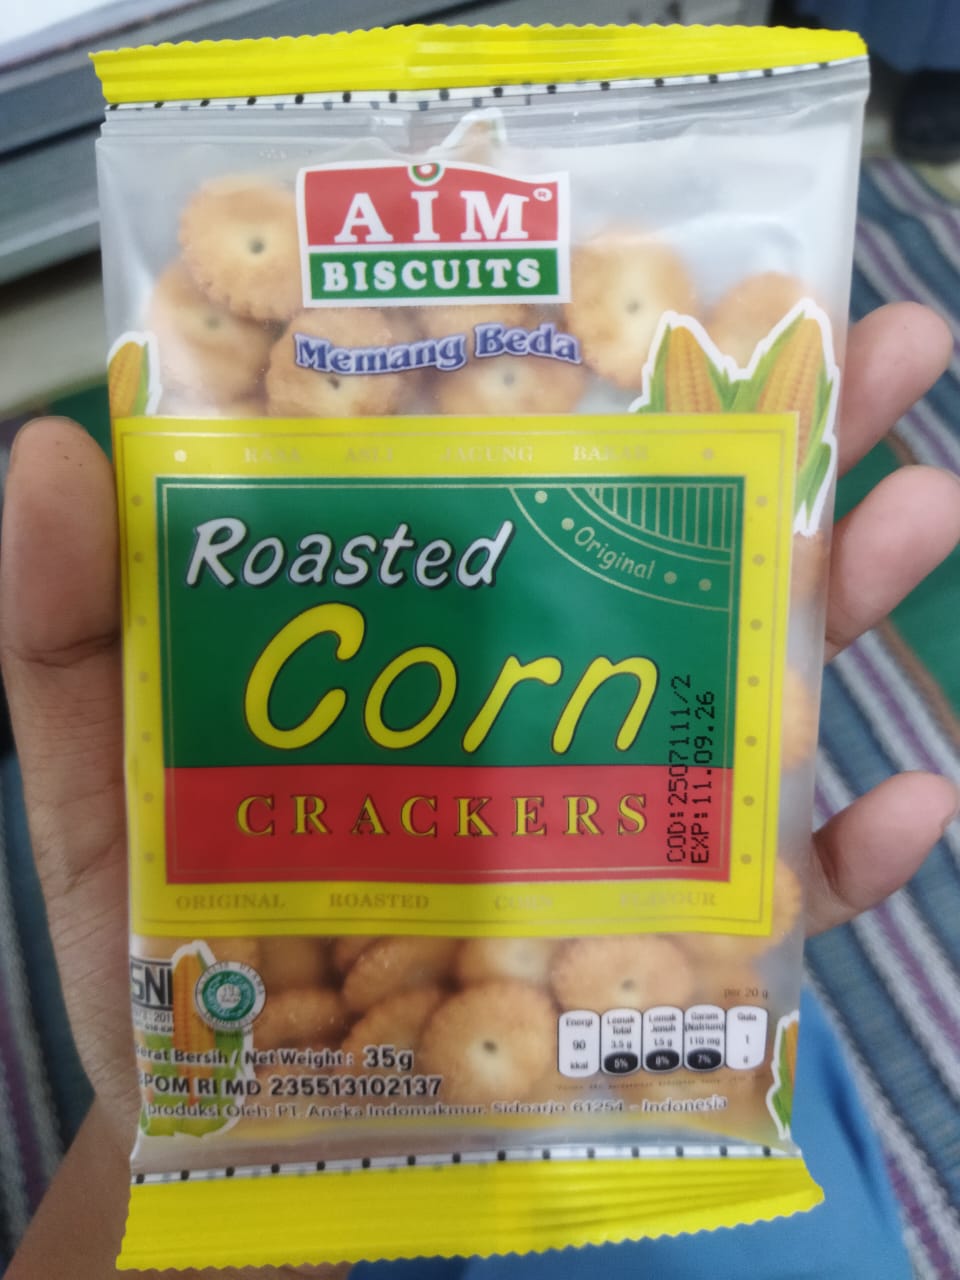 AIM®
BISCUITS
Memang Beda
RASA ASLI JAGUNG BAKAR
Original
Roasted
Corn
CRACKERS
COD:2507111/2
EXP:11.09.26
ORIGINAL ROASTED CORN FLAVOUR
SNI
per 20 g
Energi
90
kkal
Lemak
Total
3.5 g
5%
Lemak
Jenuh
1.5 g
8%
Garam
(Natrium)
110 mg
7%
Gula
1
g
erat Bersih / Net Weight : 35g
POM RI MD 235513102137
produksi Oleh: PT. Aneka Indomakmur, Sidoarjo 61254 - Indonesia